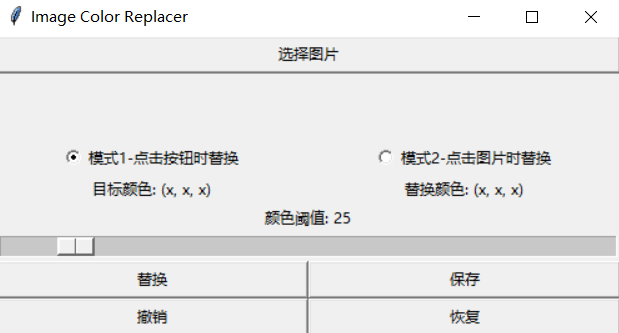 Image Color Replacer
选择图片
模式1-点击按钮时替换 模式2-点击图片时替换
目标颜色: (x, x, x) 替换颜色: (x, x, x)
颜色阈值: 25
替换 保存
撤销 恢复